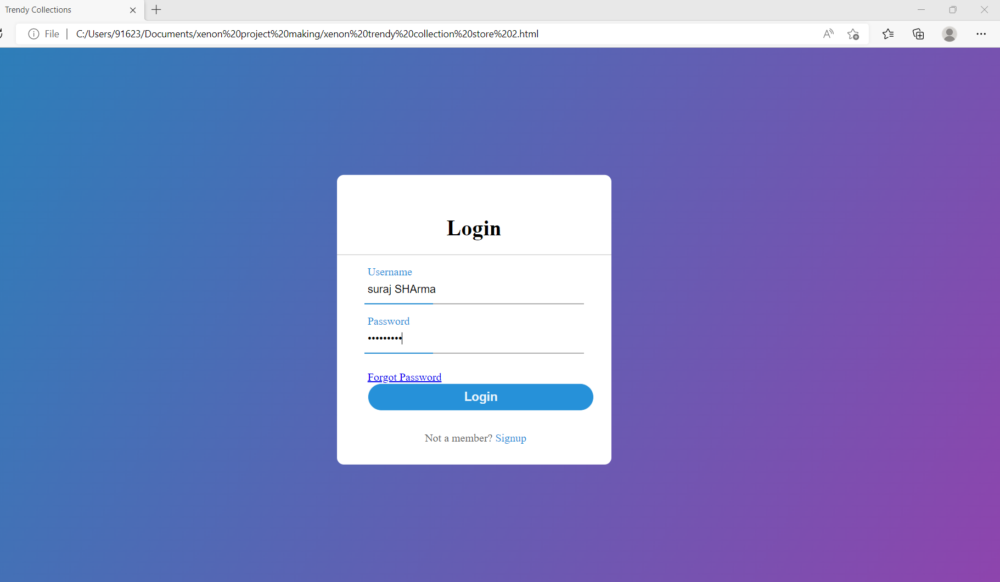 Trendy Collections
File C:/Users/91623/Documents/xenon%20project%20making/xenon%20trendy%20collection%20store%202.html
Login
Username
suraj SHArma
Password
•••••••••
Forgot Password
Login
Not a member? Signup